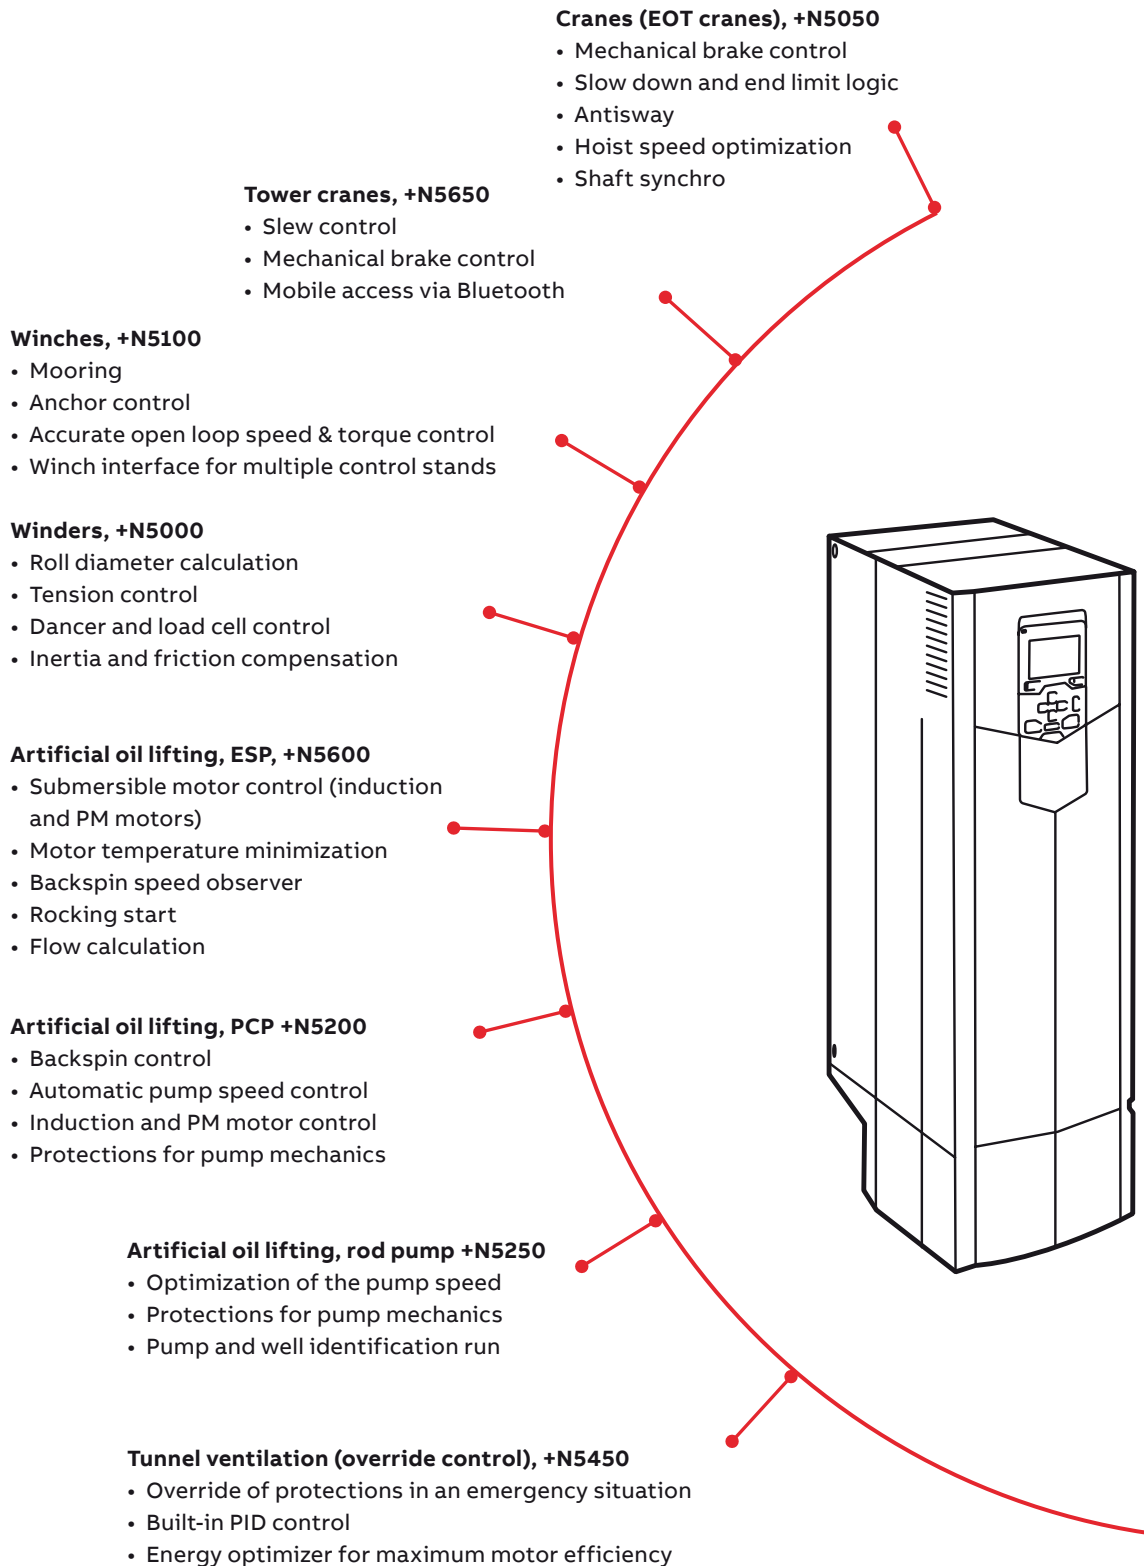 Cranes (EOT cranes), +N5050
• Mechanical brake control
• Slow down and end limit logic
• Antisway
• Hoist speed optimization
• Shaft synchro
Tower cranes, +N5650
• Slew control
• Mechanical brake control
• Mobile access via Bluetooth
Winches, +N5100
• Mooring
• Anchor control
• Accurate open loop speed & torque control
• Winch interface for multiple control stands
Winders, +N5000
• Roll diameter calculation
• Tension control
• Dancer and load cell control
• Inertia and friction compensation
Artificial oil lifting, ESP, +N5600
• Submersible motor control (induction
and PM motors)
• Motor temperature minimization
• Backspin speed observer
• Rocking start
• Flow calculation
Artificial oil lifting, PCP +N5200
• Backspin control
• Automatic pump speed control
• Induction and PM motor control
• Protections for pump mechanics
Artificial oil lifting, rod pump +N5250
• Optimization of the pump speed
• Protections for pump mechanics
• Pump and well identification run
Tunnel ventilation (override control), +N5450
• Override of protections in an emergency situation
• Built-in PID control
• Energy optimizer for maximum motor efficiency